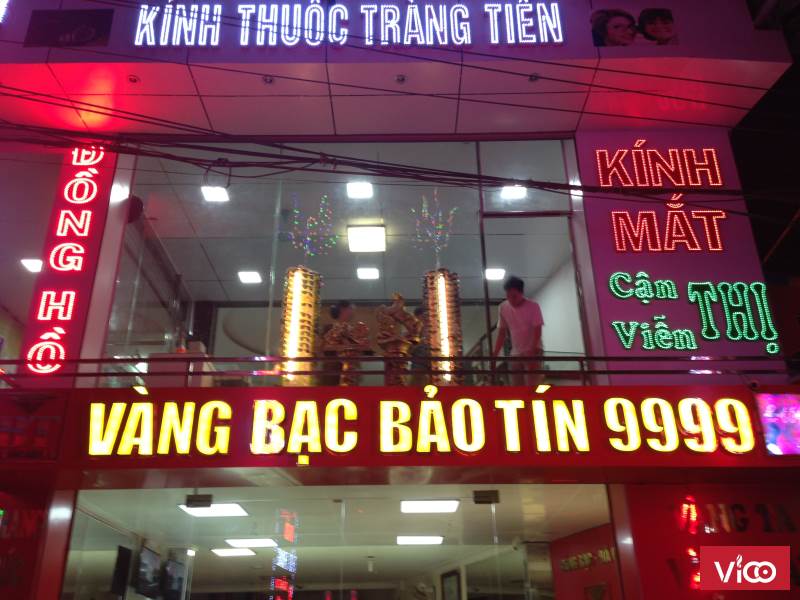 KÍNH THUỐC TRÀNG TIỀN
ĐỒNG HỒ
KÍNH
MẮT
Cận
Viễn
THỊ
VÀNG BẠC BẢO TÍN 9999
VICO